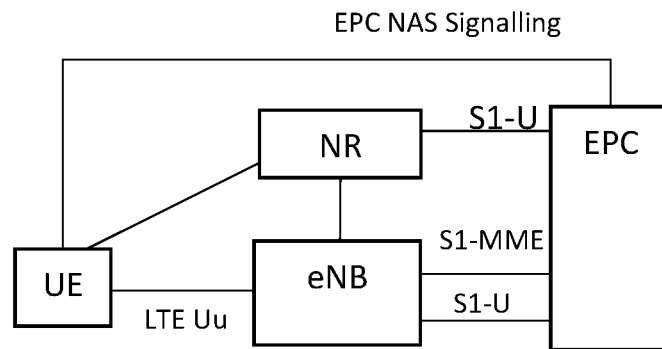 EPC NAS Signalling
S1-U
NR
EPC
S1-MME
UE
eNB
LTE Uu
S1-U